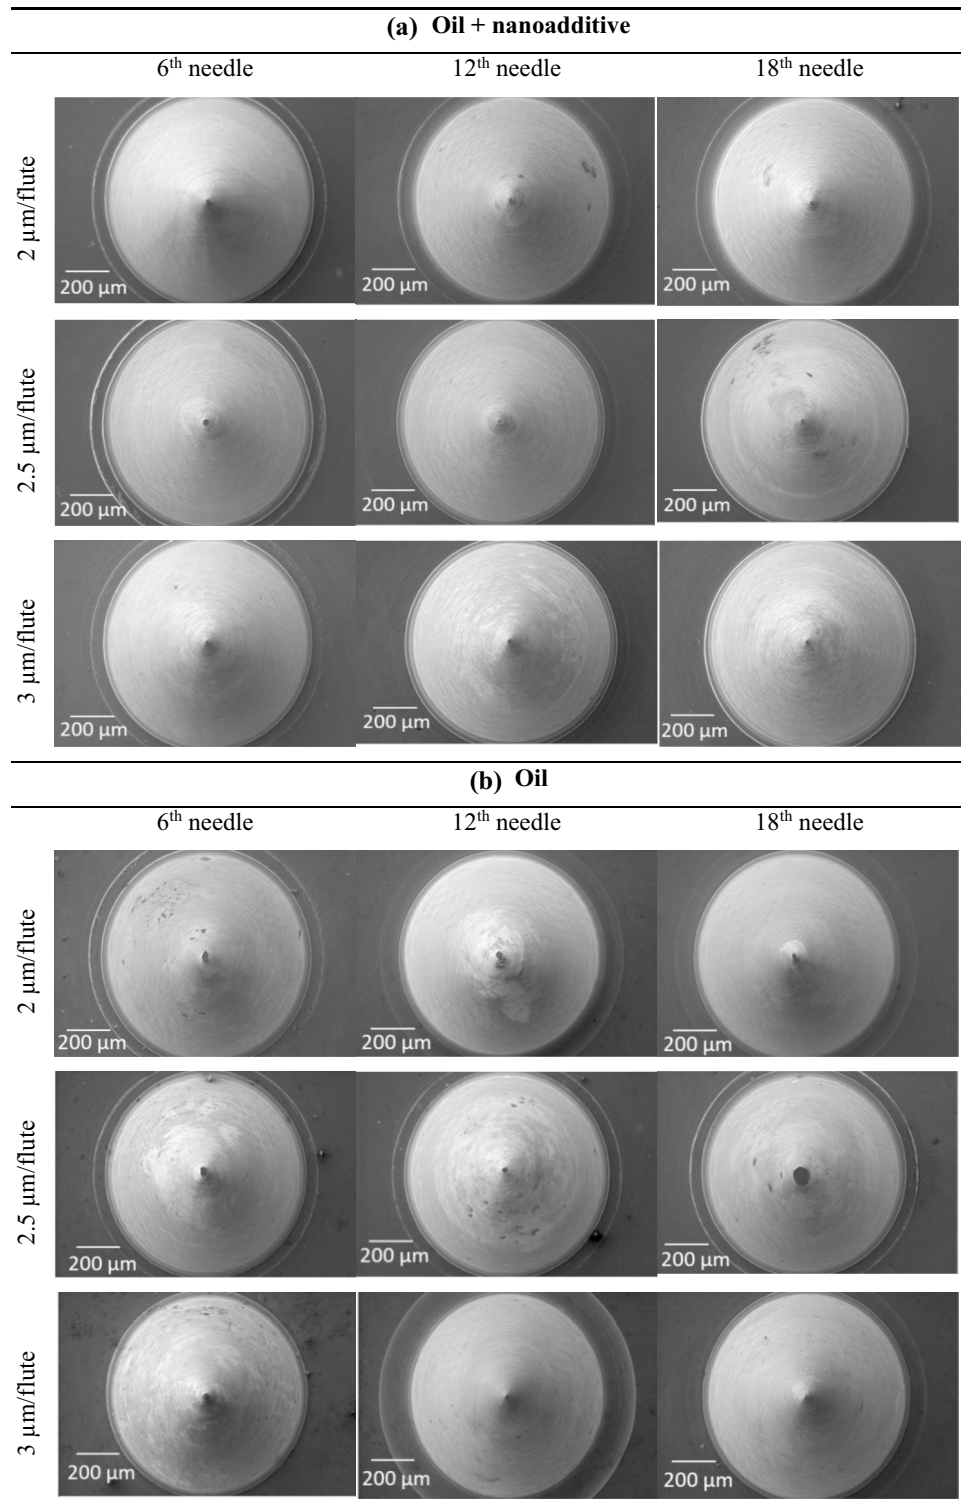 (a) Oil + nanoadditive
6th needle 12th needle 18th needle
2 μm/flute
200 μm 200 μm 200 μm
2.5 μm/flute
200 μm 200 μm 200 μm
3 μm/flute
200 μm 200 μm 200 μm
(b) Oil
6th needle 12th needle 18th needle
2 μm/flute
200 μm 200 μm 200 μm
2.5 μm/flute
200 μm 200 μm 200 μm
3 μm/flute
200 μm 200 μm 200 μm